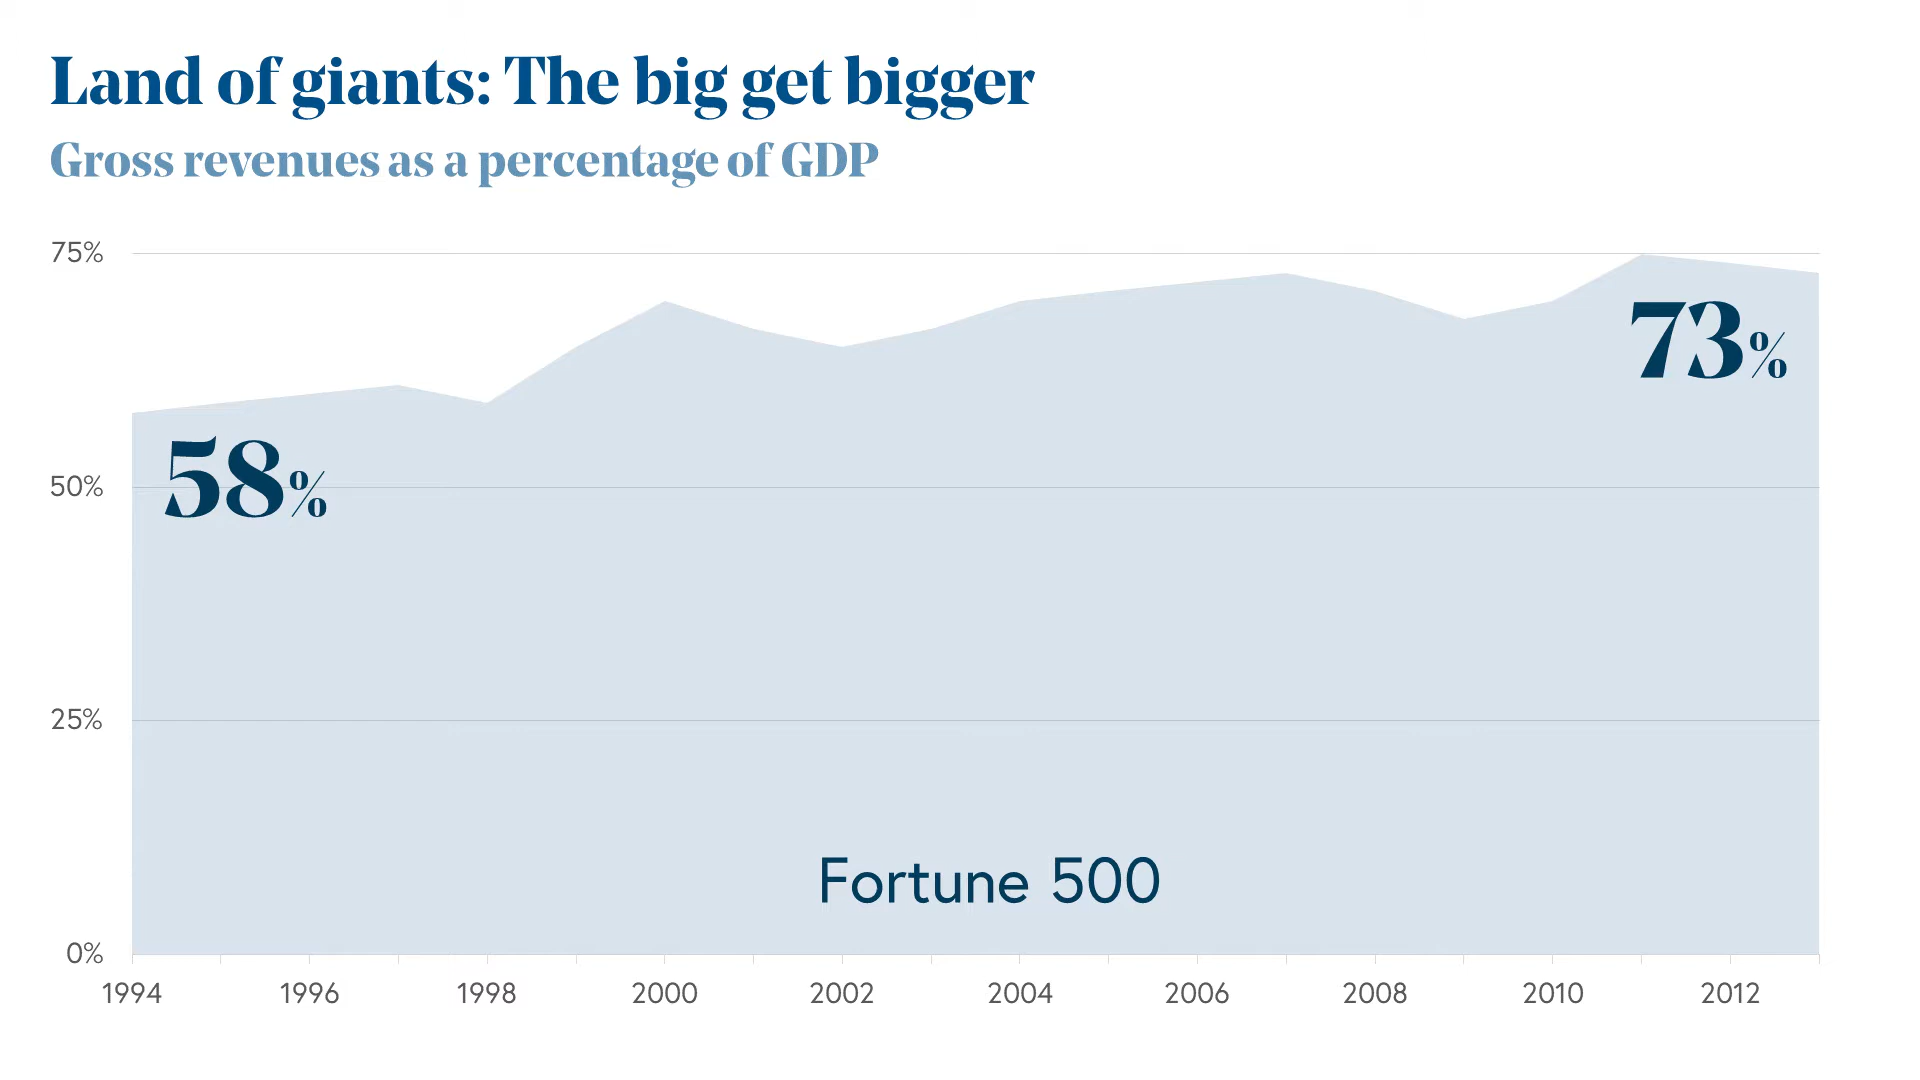 Land of giants: The big get bigger
Gross revenues as a percentage of GDP
75%
73%
58%
50%
25%
Fortune 500
0%
1994 1996 1998 2000 2002 2004 2006 2008 2010 2012